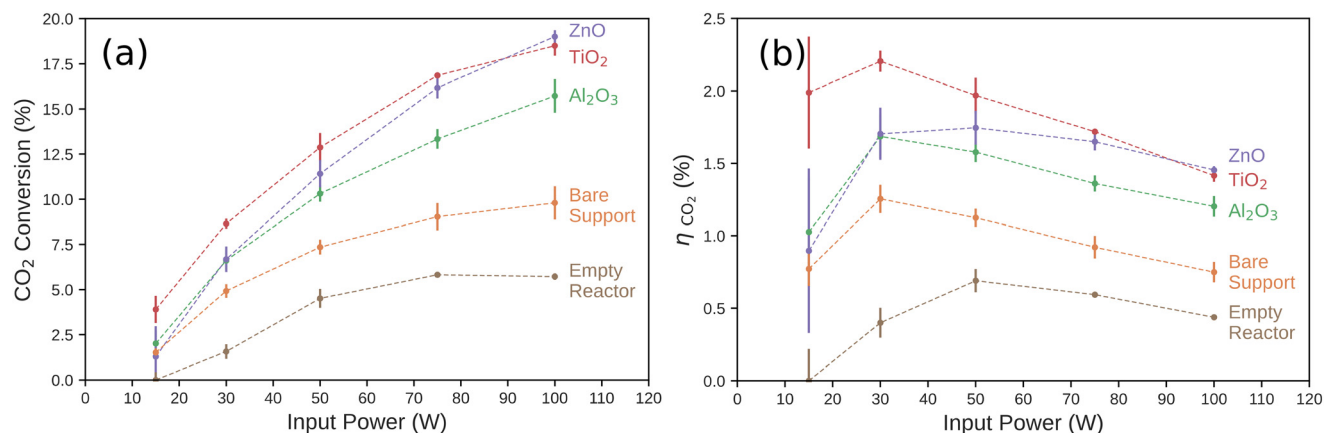 (a)
CO₂ Conversion (%)
20.0
17.5
15.0
12.5
10.0
7.5
5.0
2.5
0.0
ZnO
TiO₂
Al₂O₃
Bare
Support
Empty
Reactor
0 10 20 30 40 50 60 70 80 90 100 110 120
Input Power (W)
(b)
η CO₂ (%)
2.5
2.0
1.5
1.0
0.5
0.0
ZnO
TiO₂
Al₂O₃
Bare
Support
Empty
Reactor
0 10 20 30 40 50 60 70 80 90 100 110 120
Input Power (W)